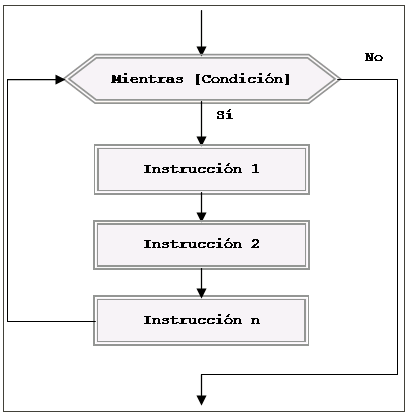 No
Mientras [Condición]
Sí
Instrucción 1
Instrucción 2
Instrucción n